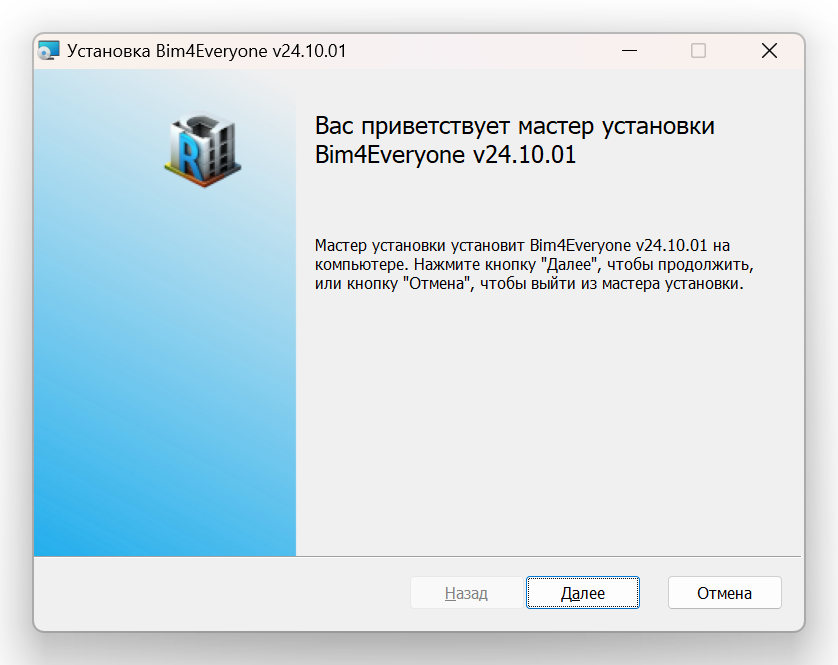 Установка Bim4Everyone v24.10.01
R
Вас приветствует мастер установки
Bim4Everyone v24.10.01
Мастер установки установит Bim4Everyone v24.10.01 на
компьютере. Нажмите кнопку "Далее", чтобы продолжить,
или кнопку "Отмена", чтобы выйти из мастера установки.
Назад
Далее
Отмена